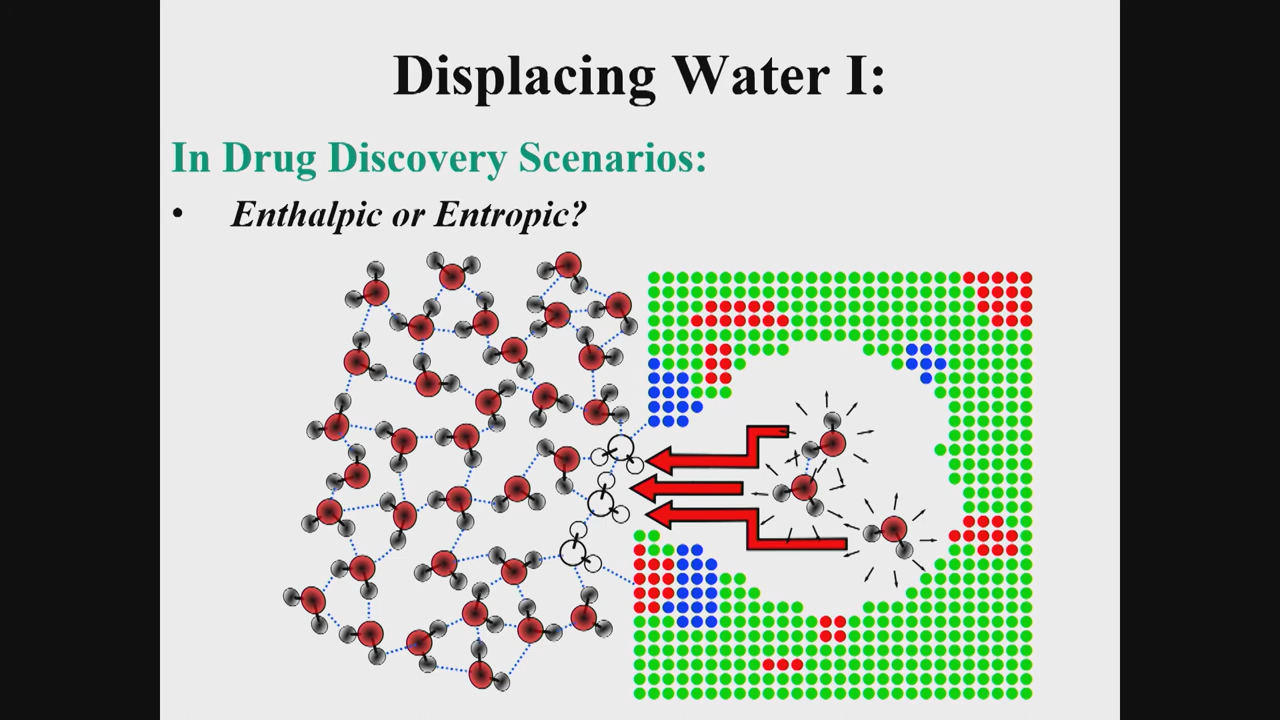 Displacing Water I:
In Drug Discovery Scenarios:
• Enthalpic or Entropic?